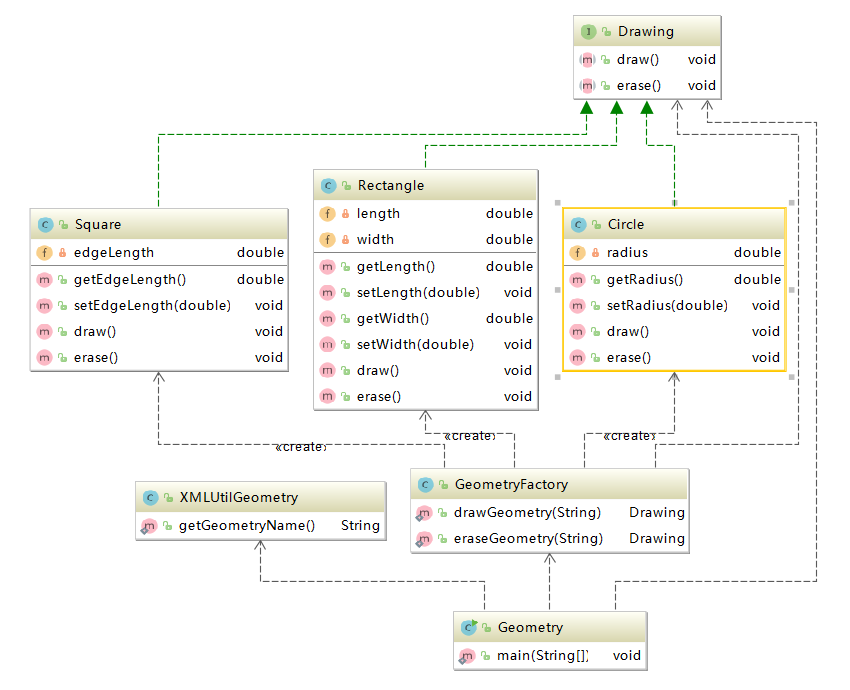 Drawing
draw() void
erase() void
Rectangle
length double
width double
getLength() double
setLength(double) void
getWidth() double
setWidth(double) void
draw() void
erase() void
Square
edgeLength double
getEdgeLength() double
setEdgeLength(double) void
draw() void
erase() void
Circle
radius double
getRadius() double
setRadius(double) void
draw() void
erase() void
«create»
«create»
«create»
GeometryFactory
drawGeometry(String) Drawing
eraseGeometry(String) Drawing
XMLUtilGeometry
getGeometryName() String
Geometry
main(String[]) void